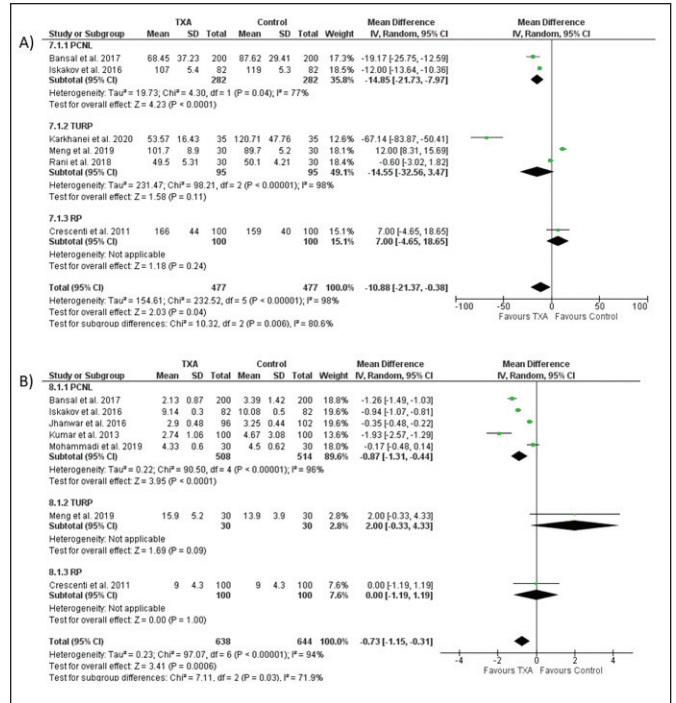 A)
TXA Control Mean Difference Mean Difference
Study or Subgroup Mean SD Total Mean SD Total Weight IV, Random, 95% CI IV, Random, 95% CI
7.1.1 PCNL
Bansal et al. 2017 68.45 37.23 200 87.62 29.41 200 17.3% -19.17 [-25.75, -12.59]
Iskakov et al. 2016 107 5.4 82 119 5.3 82 18.5% -12.00 [-13.64, -10.36]
Subtotal (95% CI) 282 282 35.8% -14.85 [-21.73, -7.97]
Heterogeneity: Tau² = 19.73; Chi² = 4.30, df = 1 (P = 0.04); I² = 77%
Test for overall effect: Z = 4.23 (P < 0.0001)
7.1.2 TURP
Karkhanei et al. 2020 53.57 16.43 35 120.71 47.76 35 12.6% -67.14 [-83.87, -50.41]
Meng et al. 2019 101.7 8.9 30 89.7 5.2 30 18.1% 12.00 [8.31, 15.69]
Rani et al. 2018 49.5 5.31 30 50.1 4.21 30 18.4% -0.60 [-3.02, 1.82]
Subtotal (95% CI) 95 95 49.1% -14.55 [-32.56, 3.47]
Heterogeneity: Tau² = 231.47; Chi² = 98.21, df = 2 (P < 0.00001); I² = 98%
Test for overall effect: Z = 1.58 (P = 0.11)
7.1.3 RP
Crescenti et al. 2011 166 44 100 159 40 100 15.1% 7.00 [-4.65, 18.65]
Subtotal (95% CI) 100 100 15.1% 7.00 [-4.65, 18.65]
Heterogeneity: Not applicable
Test for overall effect: Z = 1.18 (P = 0.24)
Total (95% CI) 477 477 100.0% -10.88 [-21.37, -0.38]
Heterogeneity: Tau² = 154.61; Chi² = 232.52, df = 5 (P < 0.00001); I² = 98%
Test for overall effect: Z = 2.03 (P = 0.04)
Test for subgroup differences: Chi² = 10.32, df = 2 (P = 0.006), I² = 80.6%
-100 -50 0 50 100
Favours TXA Favours Control
B)
TXA Control Mean Difference Mean Difference
Study or Subgroup Mean SD Total Mean SD Total Weight IV, Random, 95% CI IV, Random, 95% CI
8.1.1 PCNL
Bansal et al. 2017 2.13 0.87 200 3.39 1.42 200 18.8% -1.26 [-1.49, -1.03]
Iskakov et al. 2016 9.14 0.3 82 10.08 0.5 82 19.2% -0.94 [-1.07, -0.81]
Jhanwar et al. 2016 2.9 0.48 96 3.25 0.44 102 19.2% -0.35 [-0.48, -0.22]
Kumar et al. 2013 2.74 1.06 100 4.67 3.08 100 13.9% -1.93 [-2.57, -1.29]
Mohammadi et al. 2019 4.33 0.6 30 4.5 0.62 30 18.4% -0.17 [-0.48, 0.14]
Subtotal (95% CI) 508 514 89.6% -0.87 [-1.31, -0.44]
Heterogeneity: Tau² = 0.22; Chi² = 90.50, df = 4 (P < 0.00001); I² = 96%
Test for overall effect: Z = 3.95 (P < 0.0001)
8.1.2 TURP
Meng et al. 2019 15.9 5.2 30 13.9 3.9 30 2.8% 2.00 [-0.33, 4.33]
Subtotal (95% CI) 30 30 2.8% 2.00 [-0.33, 4.33]
Heterogeneity: Not applicable
Test for overall effect: Z = 1.69 (P = 0.09)
8.1.3 RP
Crescenti et al. 2011 9 4.3 100 9 4.3 100 7.6% 0.00 [-1.19, 1.19]
Subtotal (95% CI) 100 100 7.6% 0.00 [-1.19, 1.19]
Heterogeneity: Not applicable
Test for overall effect: Z = 0.00 (P = 1.00)
Total (95% CI) 638 644 100.0% -0.73 [-1.15, -0.31]
Heterogeneity: Tau² = 0.23; Chi² = 97.07, df = 6 (P < 0.00001); I² = 94%
Test for overall effect: Z = 3.41 (P = 0.0006)
Test for subgroup differences: Chi² = 7.11, df = 2 (P = 0.03), I² = 71.9%
-4 -2 0 2 4
Favours TXA Favours Control